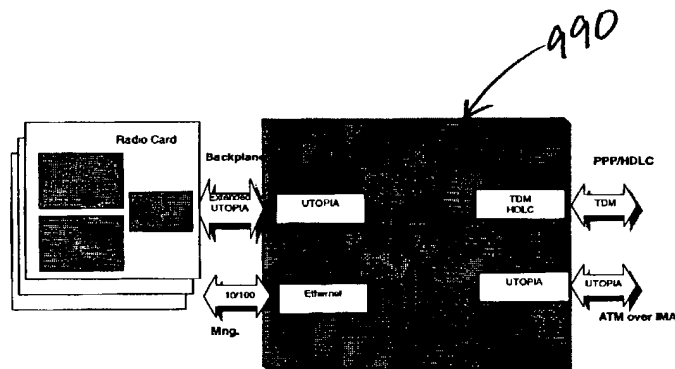 990
Radio Card
Backplane
PPP/HDLC
Extended
UTOPIA
UTOPIA
TDM
HDLC
TDM
10/100
Ethernet
UTOPIA
UTOPIA
Mng.
ATM over IMA